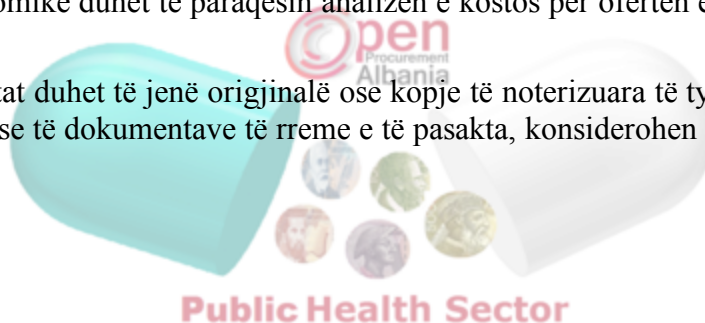 omike duhet të paraqesin analizën e kostos për ofertën e
Open
Procurement
Albania
tat duhet të jenë origjinalë ose kopje të noterizuara të ty
se të dokumentave të rreme e të pasakta, konsiderohen
Public Health Sector